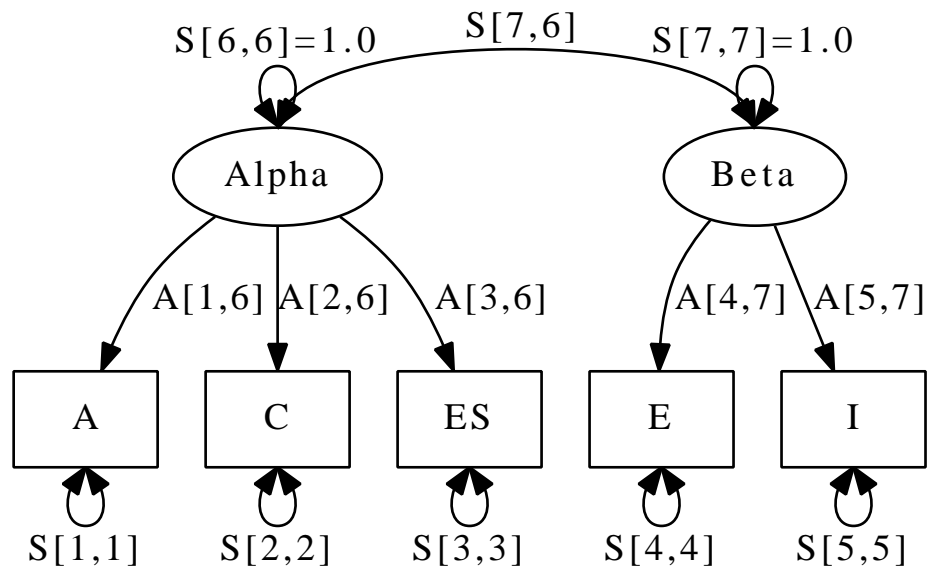 S[6,6]=1.0
S[7,6]
S[7,7]=1.0
Alpha
Beta
A[1,6]
A[2,6]
A[3,6]
A[4,7]
A[5,7]
A
C
ES
E
I
S[1,1]
S[2,2]
S[3,3]
S[4,4]
S[5,5]